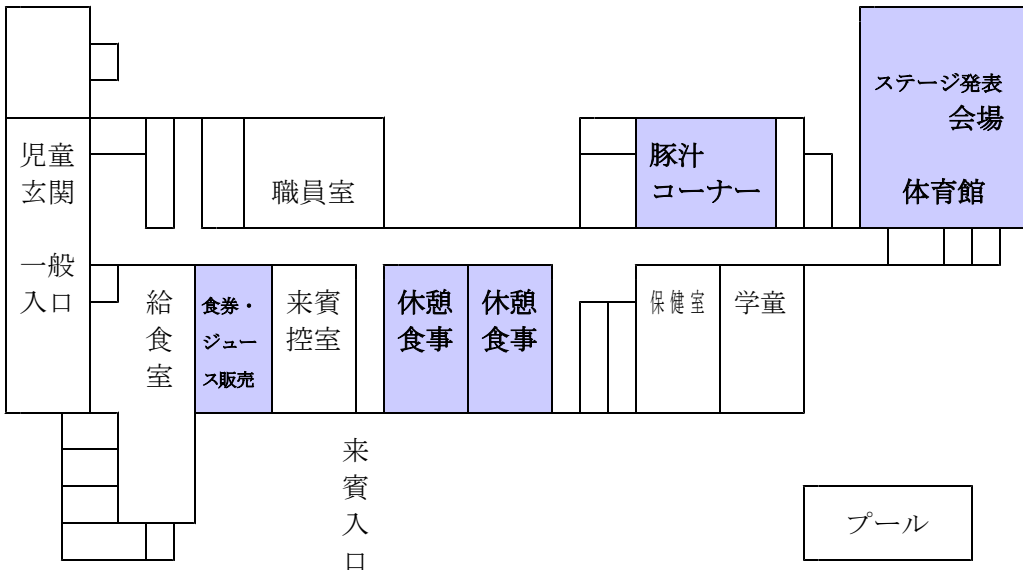 ステージ発表
会場
体育館
児童
玄関
一般
入口
職員室
豚汁
コーナー
給
食
室
食券・
ジュー
ス販売
来賓
控室
休憩
食事
休憩
食事
保健室
学童
来
賓
入
口
プール